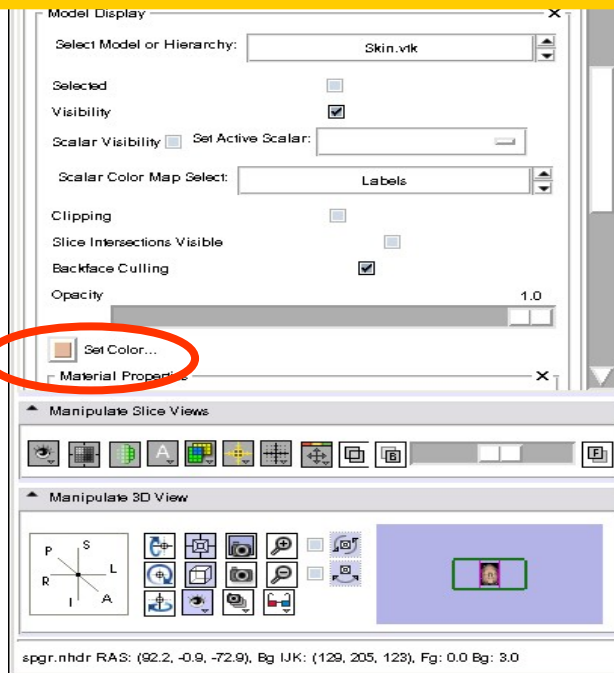 Model Display
Select Model or Hierarchy: Skin.vtk
Selected
Visibility
Scalar Visibility Set Active Scalar:
Scalar Color Map Select: Labels
Clipping
Slice Intersections Visible
Backface Culling
Opacity 1.0
Set Color...
Material Properties
Manipulate Slice Views
A B F
Manipulate 3D View
P S
R L
I A
spgr.nhdr RAS: (92.2, -0.9, -72.9), Bg IJK: (129, 205, 123), Fg: 0.0 Bg: 3.0